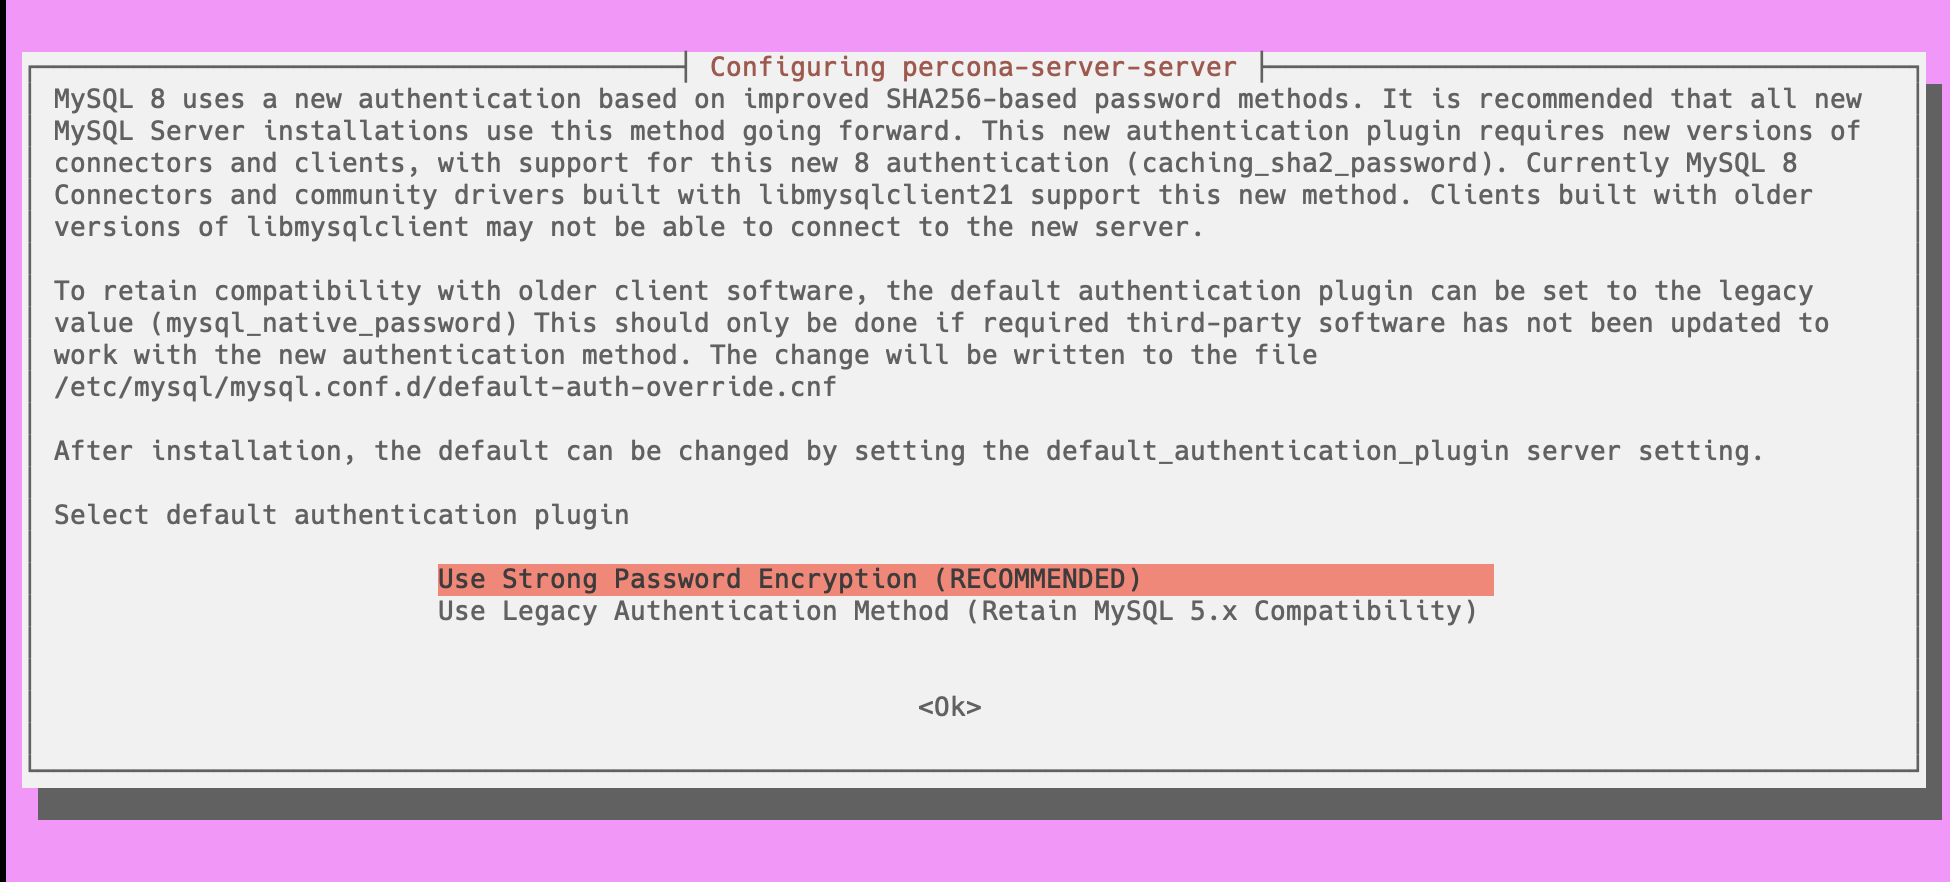 Configuring percona-server-server
MySQL 8 uses a new authentication based on improved SHA256-based password methods. It is recommended that all new
MySQL Server installations use this method going forward. This new authentication plugin requires new versions of
connectors and clients, with support for this new 8 authentication (caching_sha2_password). Currently MySQL 8
Connectors and community drivers built with libmysqlclient21 support this new method. Clients built with older
versions of libmysqlclient may not be able to connect to the new server.
To retain compatibility with older client software, the default authentication plugin can be set to the legacy
value (mysql_native_password) This should only be done if required third-party software has not been updated to
work with the new authentication method. The change will be written to the file
/etc/mysql/mysql.conf.d/default-auth-override.cnf
After installation, the default can be changed by setting the default_authentication_plugin server setting.
Select default authentication plugin
Use Strong Password Encryption (RECOMMENDED)
Use Legacy Authentication Method (Retain MySQL 5.x Compatibility)
<Ok>